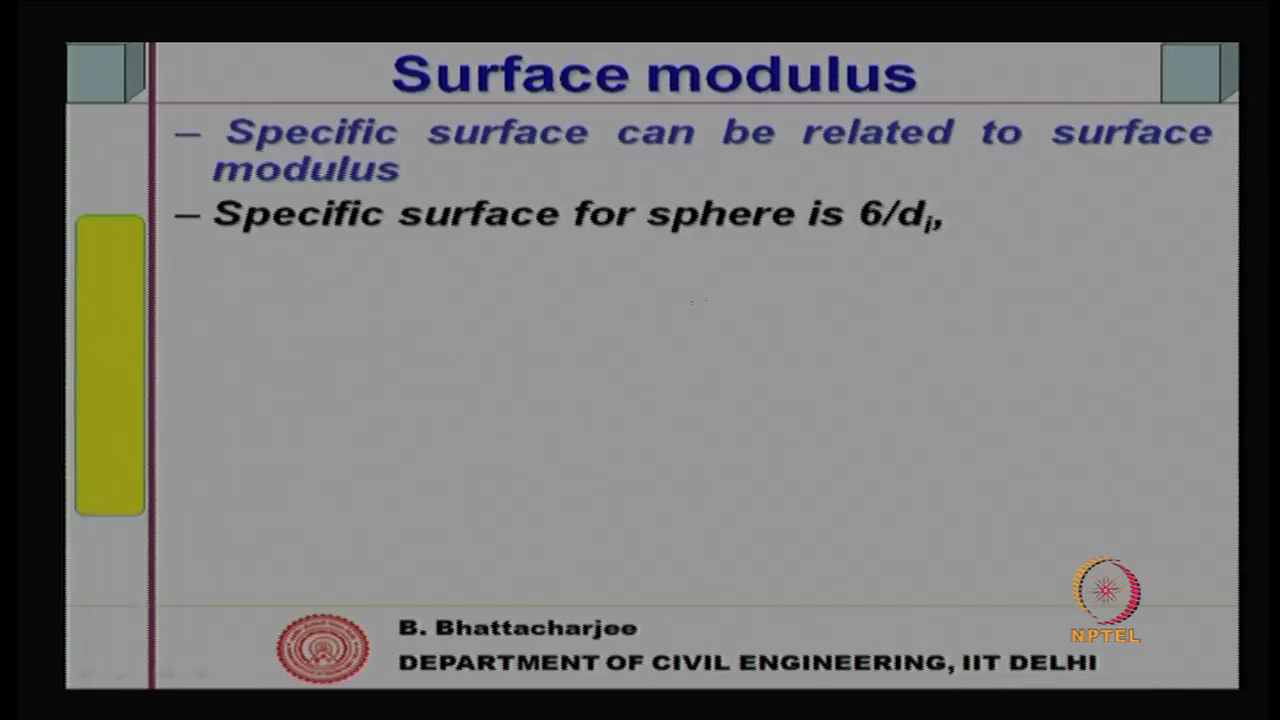 Surface modulus
– Specific surface can be related to surface
modulus
– Specific surface for sphere is 6/di,
NPTEL
B. Bhattacharjee
DEPARTMENT OF CIVIL ENGINEERING, IIT DELHI